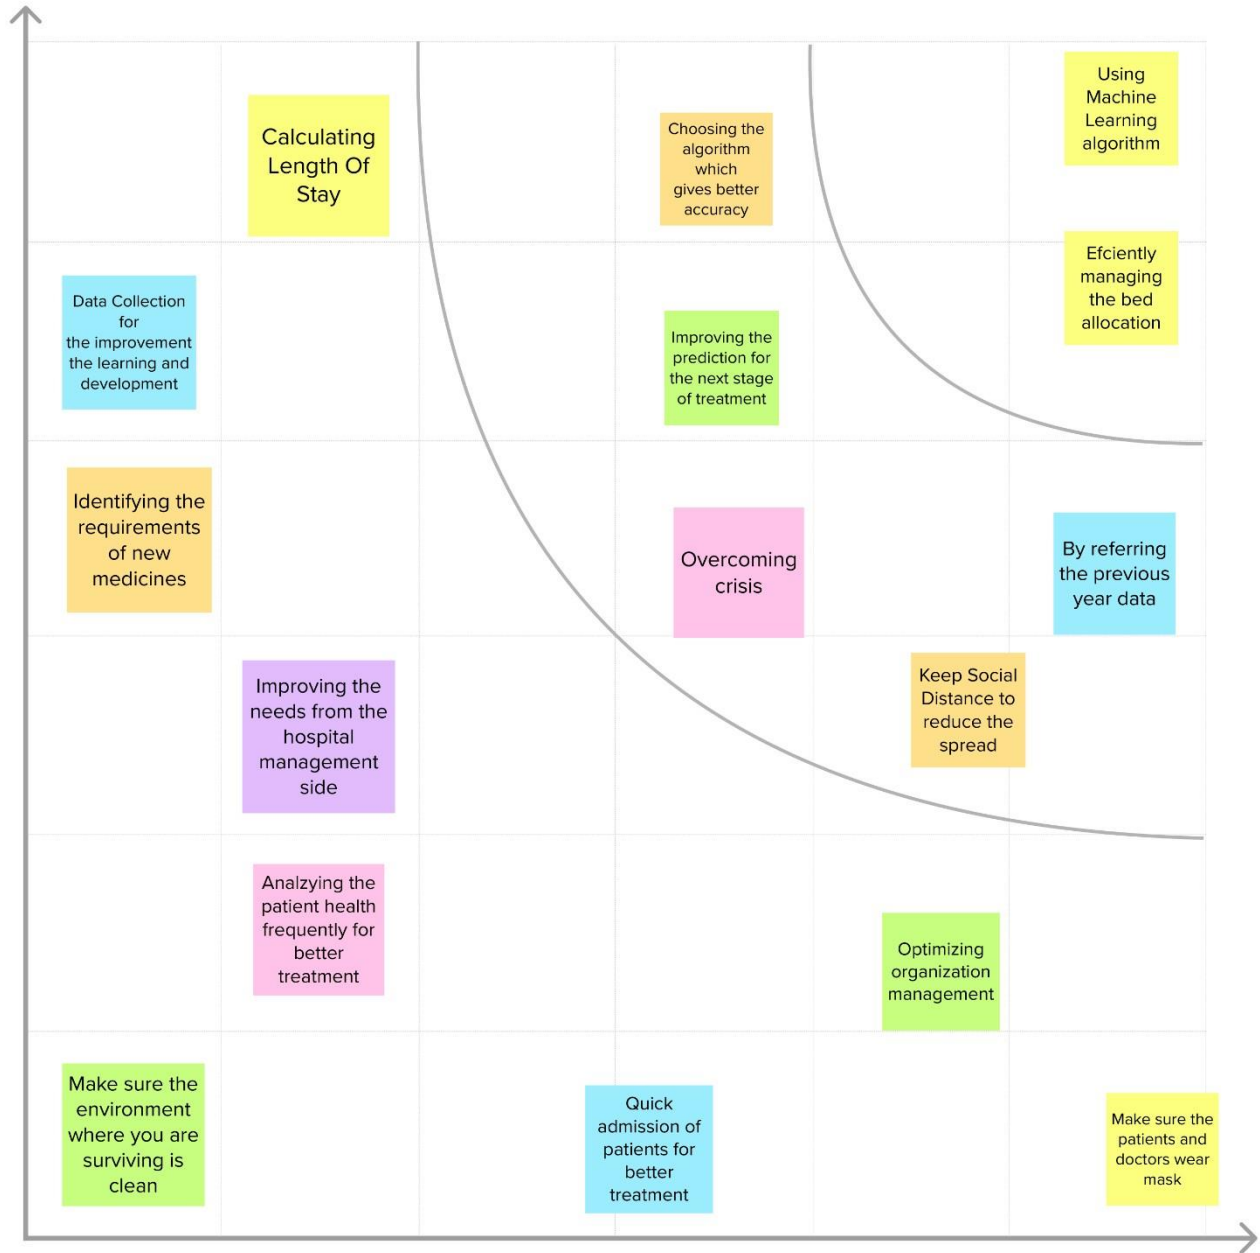 Using
Machine
Learning
algorithm
Calculating
Length Of
Stay
Choosing the
algorithm
which
gives better
accuracy
Efciently
managing
the bed
allocation
Data Collection
for
the improvement
the learning and
development
Improving the
prediction for
the next stage
of treatment
Identifying the
requirements
of new
medicines
Overcoming
crisis
By referring
the previous
year data
Improving the
needs from the
hospital
management
side
Keep Social
Distance to
reduce the
spread
Analzying the
patient health
frequently for
better
treatment
Optimizing
organization
management
Make sure the
environment
where you are
surviving is
clean
Quick
admission of
patients for
better
treatment
Make sure the
patients and
doctors wear
mask